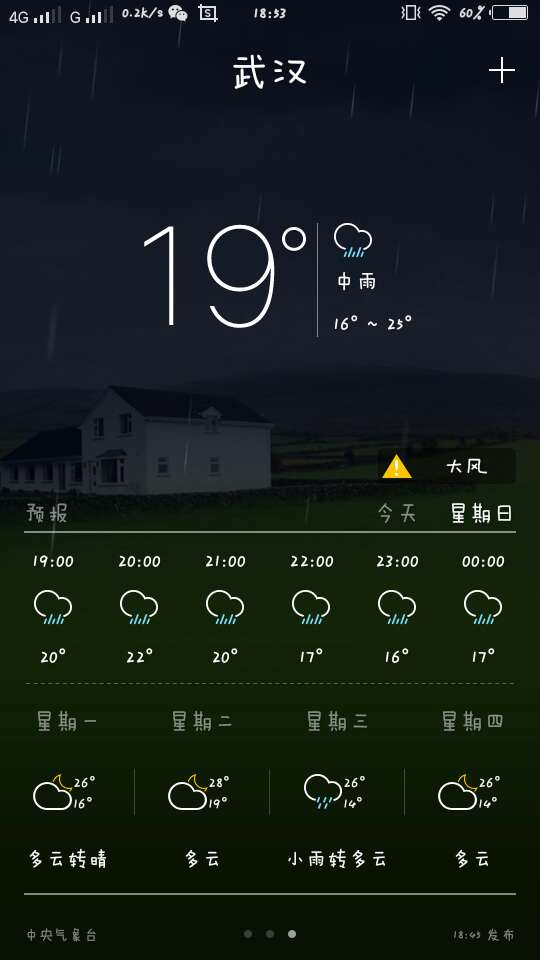 4G G 0.2k/s S 18:53 60%
武汉
19°
中雨
16° ~ 25°
大风
预报 今天 星期日
19:00 20:00 21:00 22:00 23:00 00:00
20° 22° 20° 17° 16° 17°
星期一 星期二 星期三 星期四
26° 28° 26° 26°
16° 19° 14° 14°
多云转晴 多云 小雨转多云 多云
中央气象台 18:45 发布